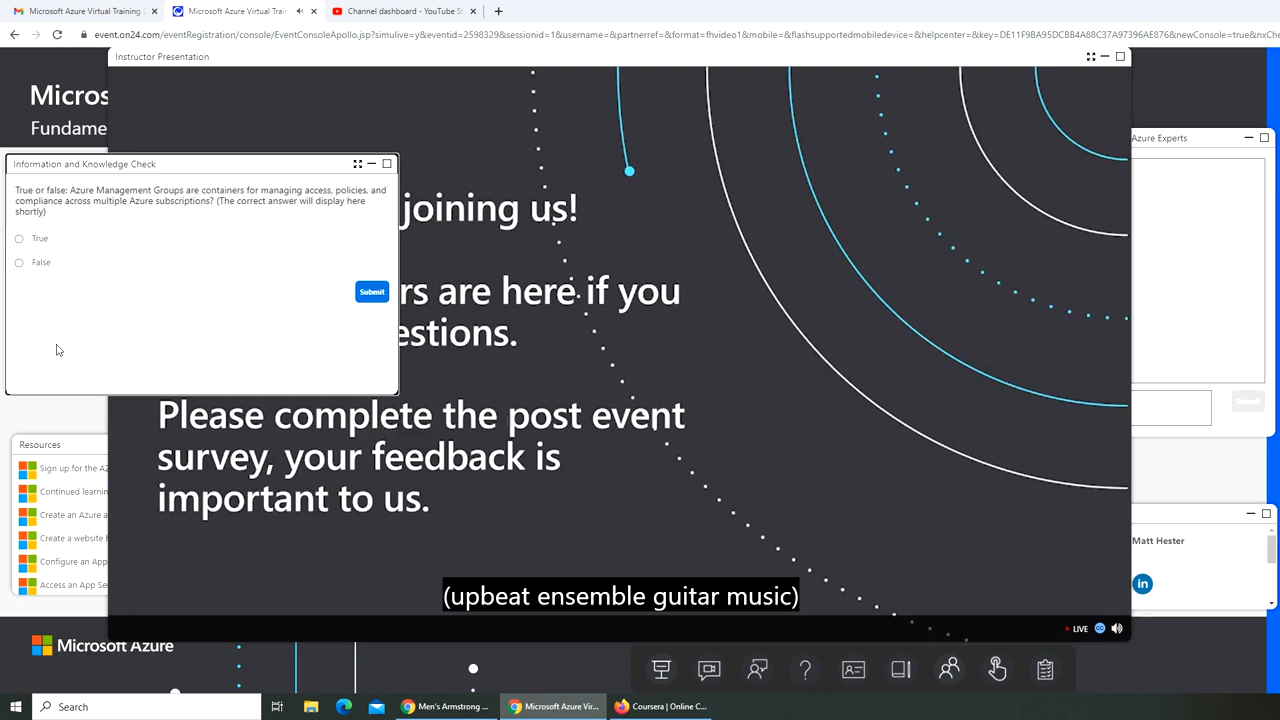 Microsoft Azure Virtual Training
Microsoft Azure Virtual Train
Channel dashboard - YouTube St
event.on24.com/eventRegistration/console/EventConsoleApollo.jsp?simulive=y&eventid=2598329&sessionid=1&username=&partnerref=&format=fhvideo1&mobile=&flashsupportedmobiledevice=&helpcenter=&key=DE11F9BA95DCBB4A88C37A97396AE876&newConsole=true&nxChe
Instructor Presentation
Micros
Fundame
Azure Experts
Information and Knowledge Check
True or false: Azure Management Groups are containers for managing access, policies, and
compliance across multiple Azure subscriptions? (The correct answer will display here
shortly)
True
False
Submit
joining us!
rs are here if you
estions.
Please complete the post event
survey, your feedback is
important to us.
Submit
Resources
Sign up for the AZ
Continued learnin
Create an Azure a
Create a website h
Configure an App
Access an App Se
Matt Hester
in
(upbeat ensemble guitar music)
LIVE
CC
Microsoft Azure
Search
Men's Armstrong ...
Microsoft Azure Vir...
Coursera | Online C...